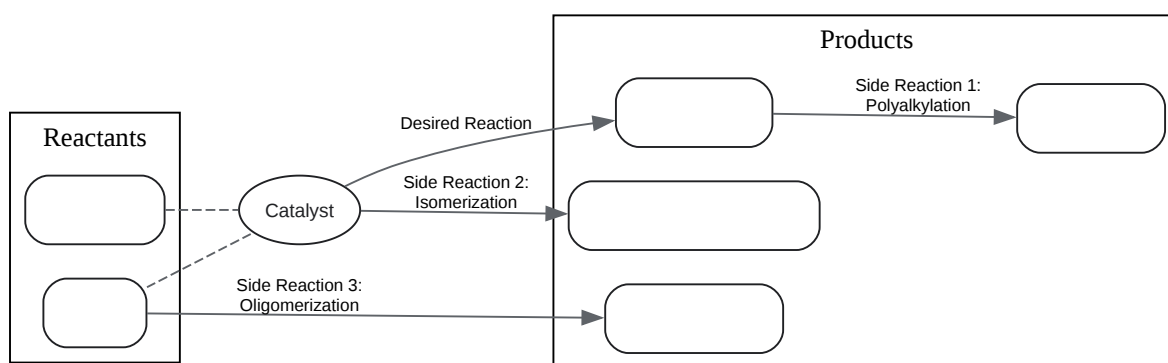 Products
Side Reaction 1:
Polyalkylation
Desired Reaction
Reactants
Side Reaction 2:
Isomerization
Catalyst
Side Reaction 3:
Oligomerization